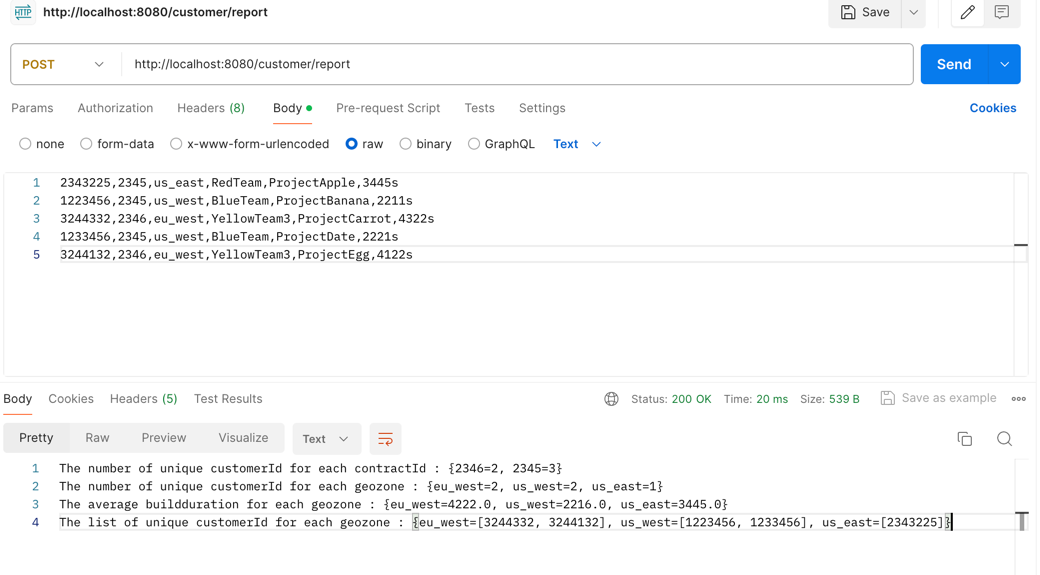 HTTP http://localhost:8080/customer/report Save
POST http://localhost:8080/customer/report Send
Params Authorization Headers (8) Body Pre-request Script Tests Settings Cookies
none form-data x-www-form-urlencoded raw binary GraphQL Text
1 2343225,2345,us_east,RedTeam,ProjectApple,3445s
2 1223456,2345,us_west,BlueTeam,ProjectBanana,2211s
3 3244332,2346,eu_west,YellowTeam3,ProjectCarrot,4322s
4 1233456,2345,us_west,BlueTeam,ProjectDate,2221s
5 3244132,2346,eu_west,YellowTeam3,ProjectEgg,4122s
Body Cookies Headers (5) Test Results Status: 200 OK Time: 20 ms Size: 539 B Save as example
Pretty Raw Preview Visualize Text
1 The number of unique customerId for each contractId : {2346=2, 2345=3}
2 The number of unique customerId for each geozone : {eu_west=2, us_west=2, us_east=1}
3 The average buildduration for each geozone : {eu_west=4222.0, us_west=2216.0, us_east=3445.0}
4 The list of unique customerId for each geozone : {eu_west=[3244332, 3244132], us_west=[1223456, 1233456], us_east=[2343225]}